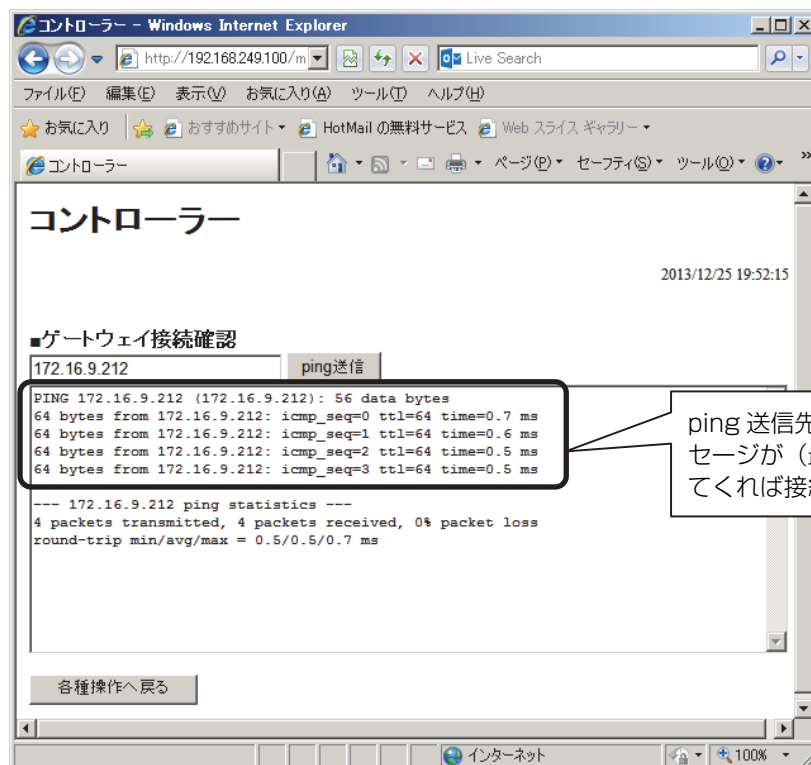 コントローラー - Windows Internet Explorer
http://192.168.249.100/m
Live Search
ファイル(F) 編集(E) 表示(V) お気に入り(A) ツール(T) ヘルプ(H)
お気に入り おすすめサイト HotMail の無料サービス Web スライス ギャラリー
コントローラー ページ(P) セーフティ(S) ツール(O) »
コントローラー
2013/12/25 19:52:15
■ゲートウェイ接続確認
172.16.9.212 ping送信
PING 172.16.9.212 (172.16.9.212): 56 data bytes
64 bytes from 172.16.9.212: icmp_seq=0 ttl=64 time=0.7 ms
64 bytes from 172.16.9.212: icmp_seq=1 ttl=64 time=0.6 ms
64 bytes from 172.16.9.212: icmp_seq=2 ttl=64 time=0.5 ms
64 bytes from 172.16.9.212: icmp_seq=3 ttl=64 time=0.5 ms
ping 送信先
セージが（
てくれば接
--- 172.16.9.212 ping statistics ---
4 packets transmitted, 4 packets received, 0% packet loss
round-trip min/avg/max = 0.5/0.5/0.7 ms
各種操作へ戻る
インターネット 100%